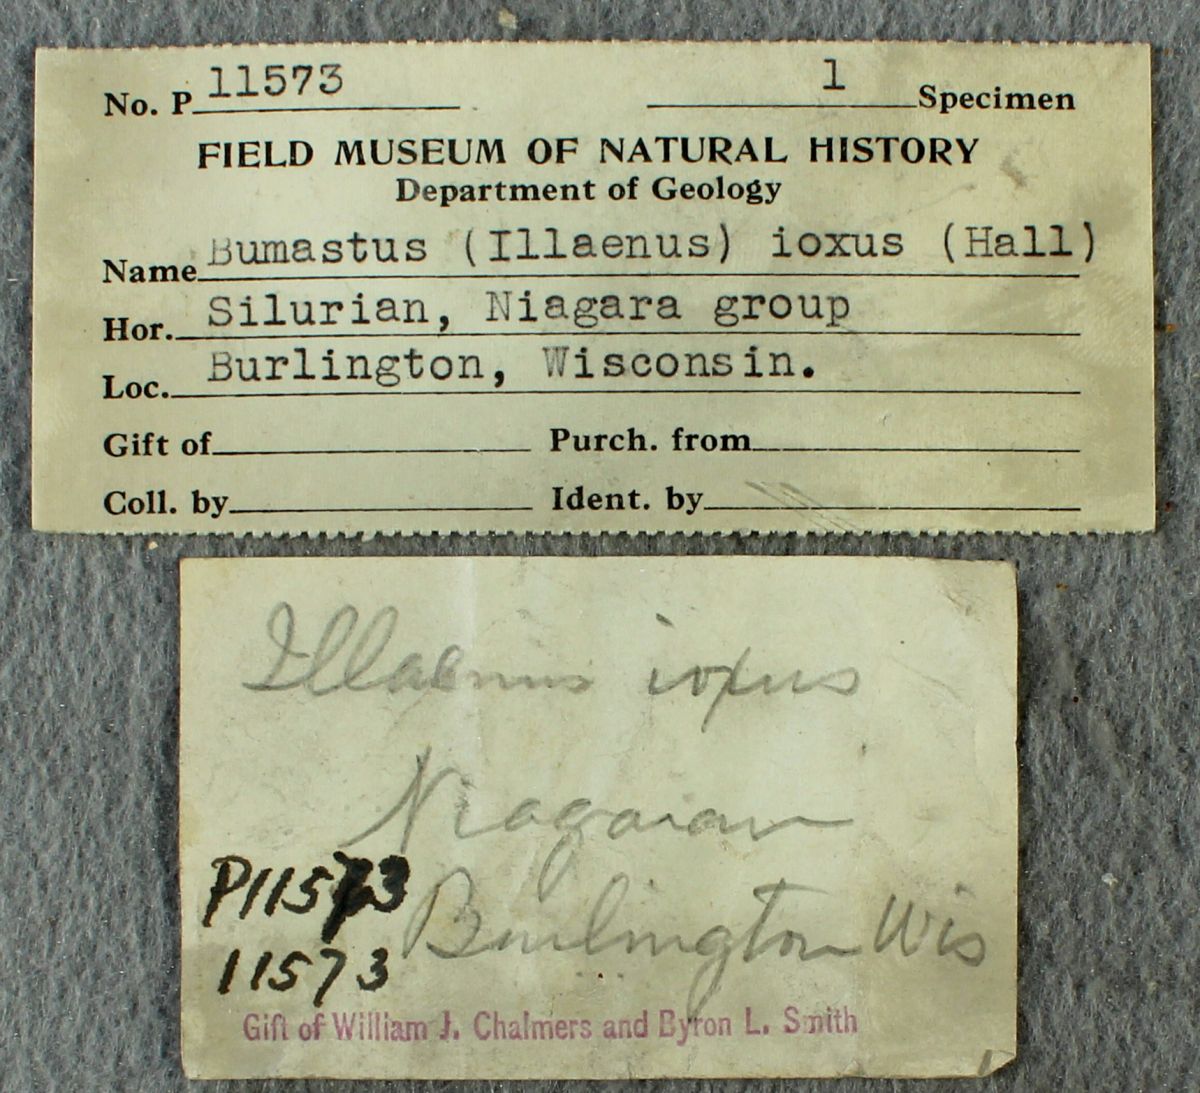 No. P 11573 1 Specimen
FIELD MUSEUM OF NATURAL HISTORY
Department of Geology
Name Bumastus (Illaenus) ioxus (Hall)
Hor. Silurian, Niagara group
Loc. Burlington, Wisconsin.
Gift of Purch. from
Coll. by Ident. by
Illaenus ioxus
Niagaran
P11573 Burlington Wis
11573
Gift of William J. Chalmers and Byron L. Smith